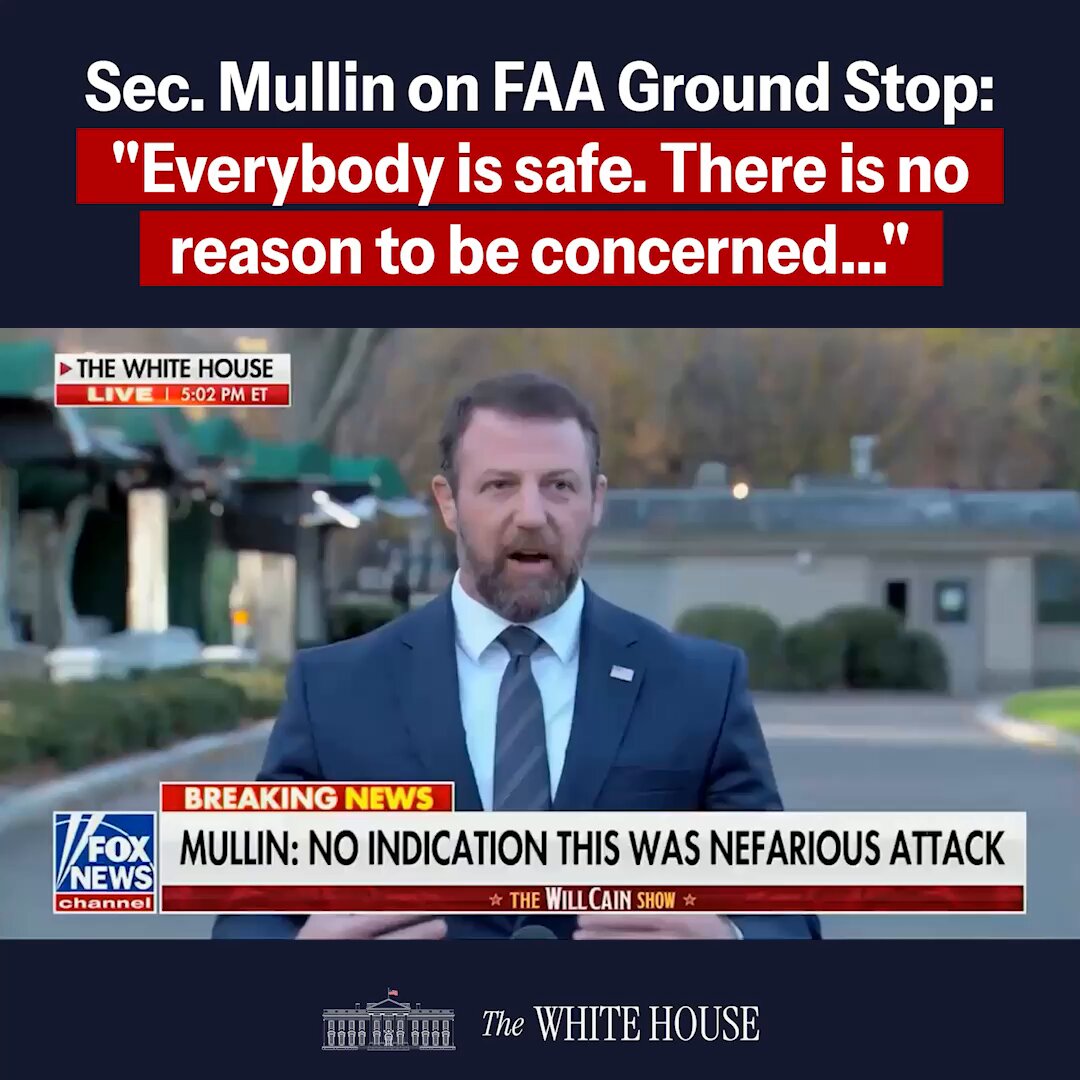 Sec. Mullin on FAA Ground Stop:
"Everybody is safe. There is no
reason to be concerned..."
THE WHITE HOUSE
LIVE | 5:02 PM ET
BREAKING NEWS
MULLIN: NO INDICATION THIS WAS NEFARIOUS ATTACK
FOX
NEWS
channel
THE WILL CAIN SHOW
The WHITE HOUSE